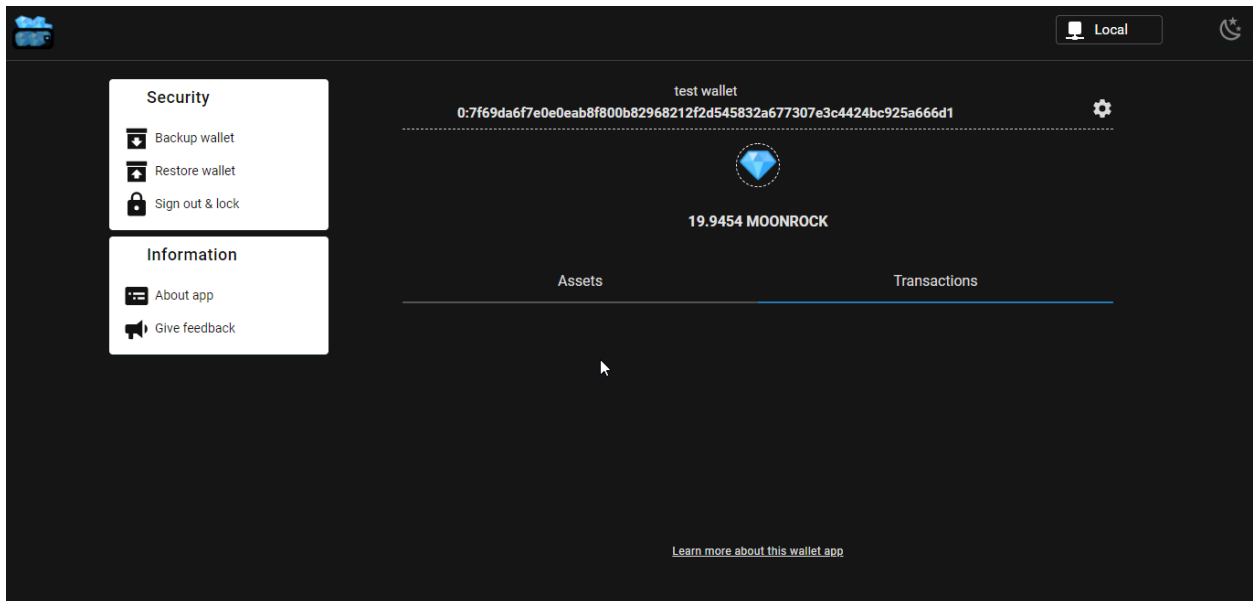 Local
Security
Backup wallet
Restore wallet
Sign out & lock
Information
About app
Give feedback
test wallet
0:7f69da6f7e0e0eab8f800b82968212f2d545832a677307e3c4424bc925a666d1
19.9454 MOONROCK
Assets
Transactions
Learn more about this wallet app